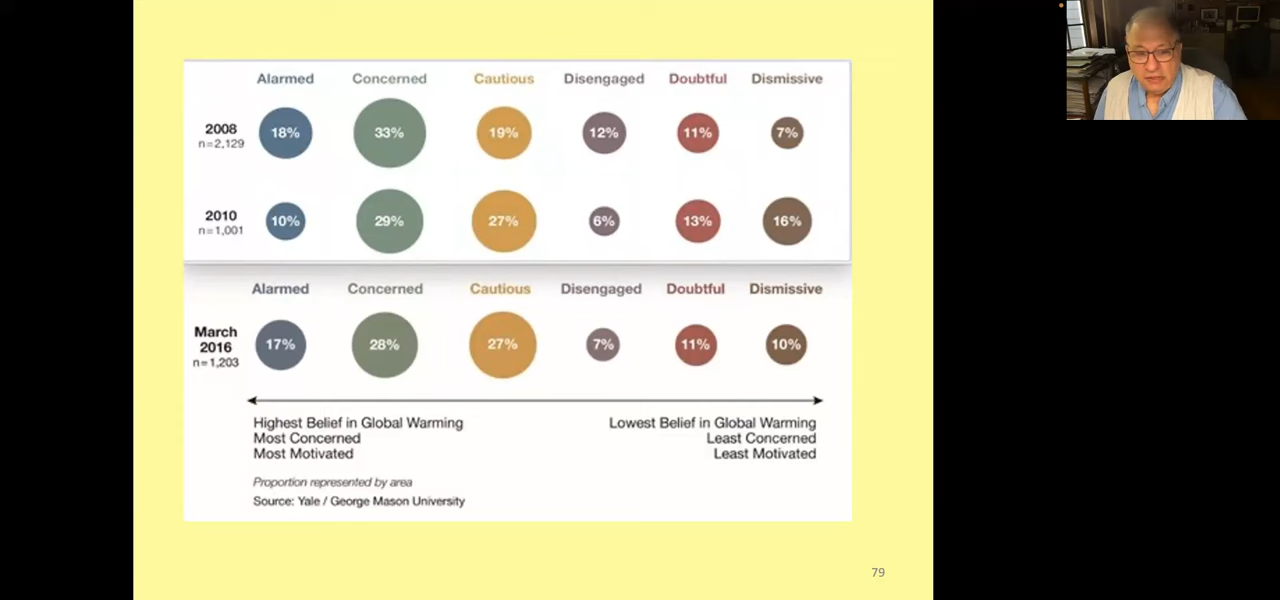 Alarmed Concerned Cautious Disengaged Doubtful Dismissive
2008
n=2,129
18% 33% 19% 12% 11% 7%
2010
n=1,001
10% 29% 27% 6% 13% 16%
Alarmed Concerned Cautious Disengaged Doubtful Dismissive
March
2016
n=1,203
17% 28% 27% 7% 11% 10%
Highest Belief in Global Warming
Most Concerned
Most Motivated
Lowest Belief in Global Warming
Least Concerned
Least Motivated
Proportion represented by area
Source: Yale / George Mason University
79